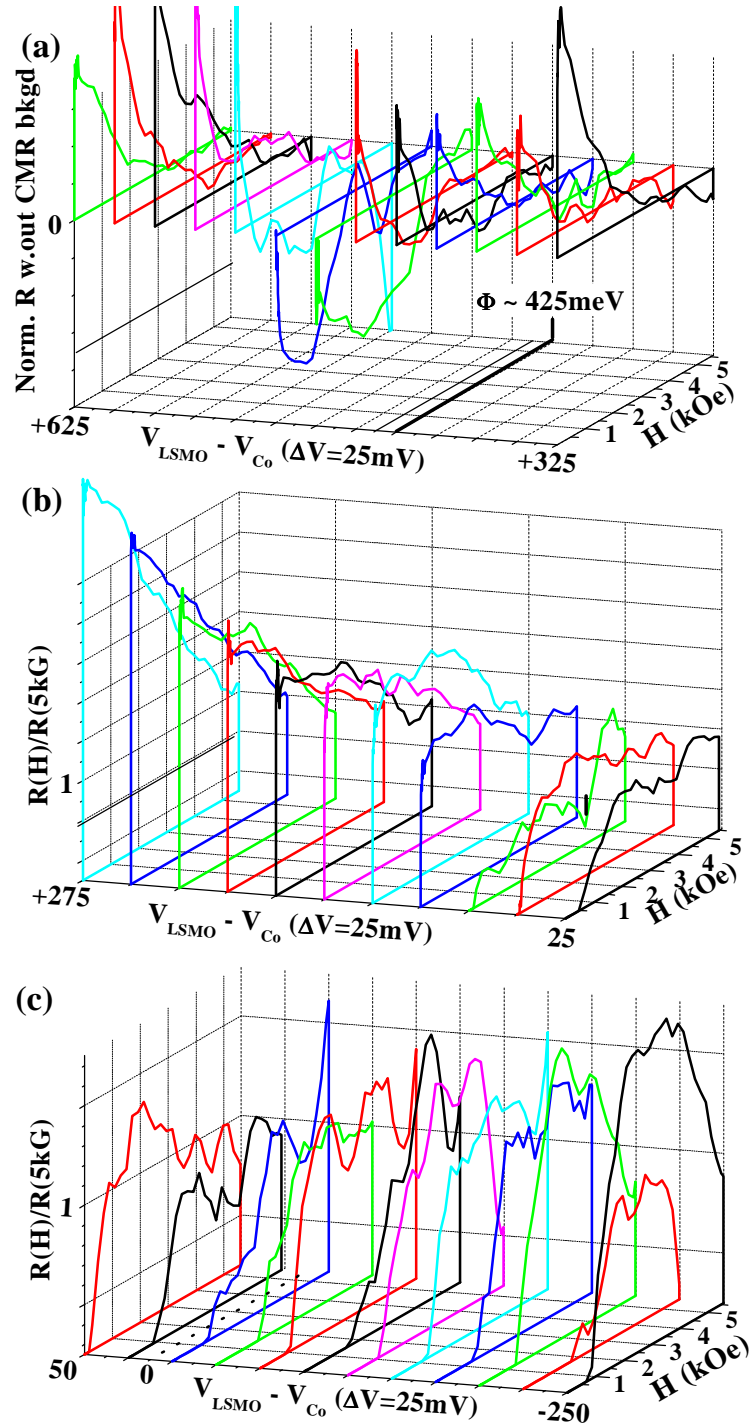 (a)
Norm. R w.out CMR bkgd
0
Φ ~ 425meV
+625
V_LSMO - V_Co (ΔV=25mV)
+325
1 2 3 4 5
H (kOe)
(b)
R(H)/R(5kG)
1
+275
V_LSMO - V_Co (ΔV=25mV)
25
1 2 3 4 5
H (kOe)
(c)
R(H)/R(5kG)
1
50
0
V_LSMO - V_Co (ΔV=25mV)
-250
1 2 3 4 5
H (kOe)